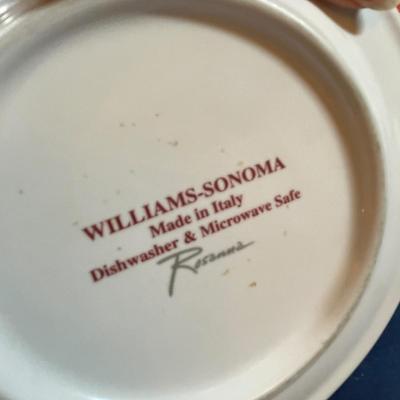 WILLIAMS-SONOMA
Made in Italy
Dishwasher & Microwave Safe
Rosanna